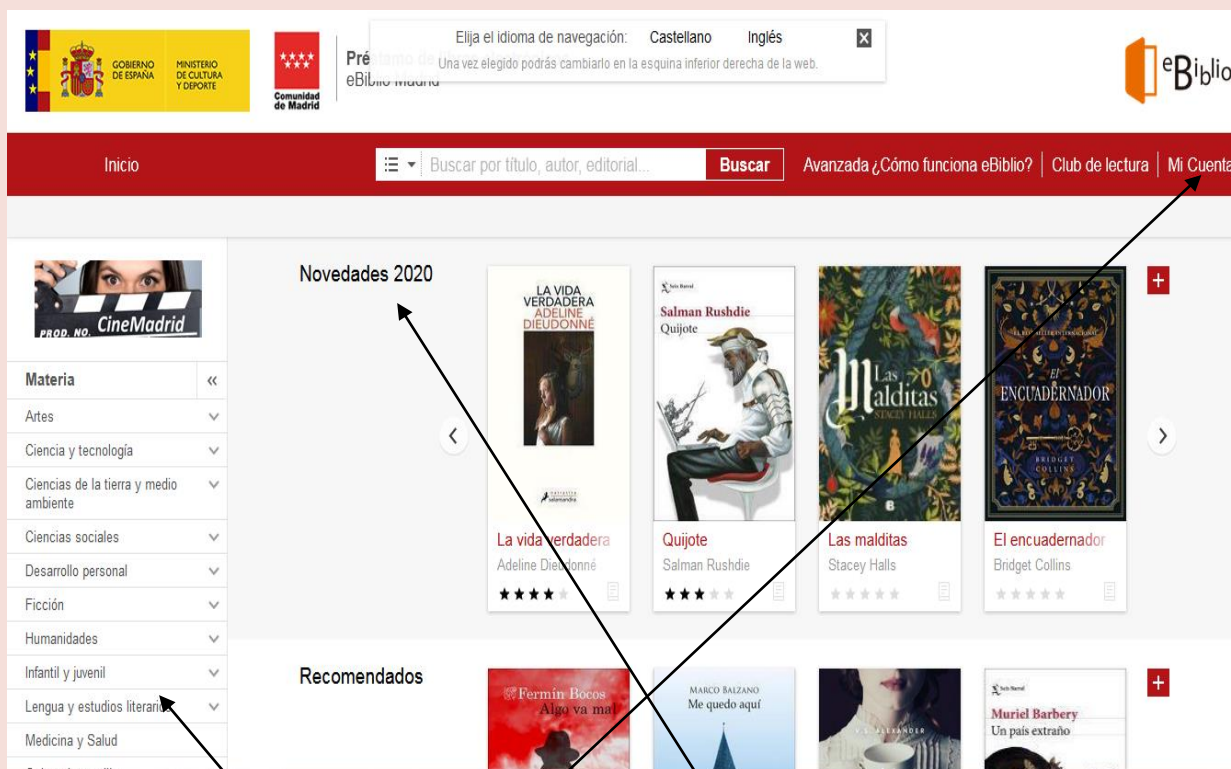 GOBIERNO
DE ESPAÑA
MINISTERIO
DE CULTURA
Y DEPORTE
Comunidad
de Madrid
Elija el idioma de navegación: Castellano Inglés
Una vez elegido podrás cambiarlo en la esquina inferior derecha de la web.
eBiblio Madrid
eBiblio
Inicio
Buscar por título, autor, editorial...
Buscar
Avanzada ¿Cómo funciona eBiblio? | Club de lectura | Mi Cuenta
PROD. NO. CineMadrid
Materia
Artes
Ciencia y tecnología
Ciencias de la tierra y medio
ambiente
Ciencias sociales
Desarrollo personal
Ficción
Humanidades
Infantil y juvenil
Lengua y estudios literarios
Medicina y Salud
Novedades 2020
LA VIDA
VERDADERA
ADELINE
DIEUDONNÉ
salamandra
La vida verdadera
Adeline Dieudonné
Seix Barral
Salman Rushdie
Quijote
Quijote
Salman Rushdie
Las
Malditas
STACEY HALLS
B
Las malditas
Stacey Halls
EL
ENCUADERNADOR
BRIDGET
COLLINS
El encuadernador
Bridget Collins
Recomendados
Fermín Bocos
Algo va mal
MARCO BALZANO
Me quedo aquí
V.S. ALEXANDER
Seix Barral
Muriel Barbery
Un país extraño